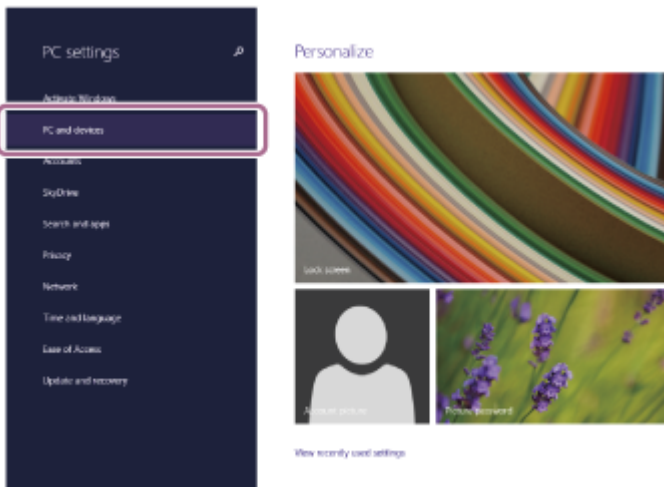 PC settings
Activate Windows
PC and devices
Accounts
SkyDrive
Search and apps
Privacy
Network
Time and language
Ease of Access
Update and recovery
Personalize
Lock screen
Account picture
Picture password
View recently used settings